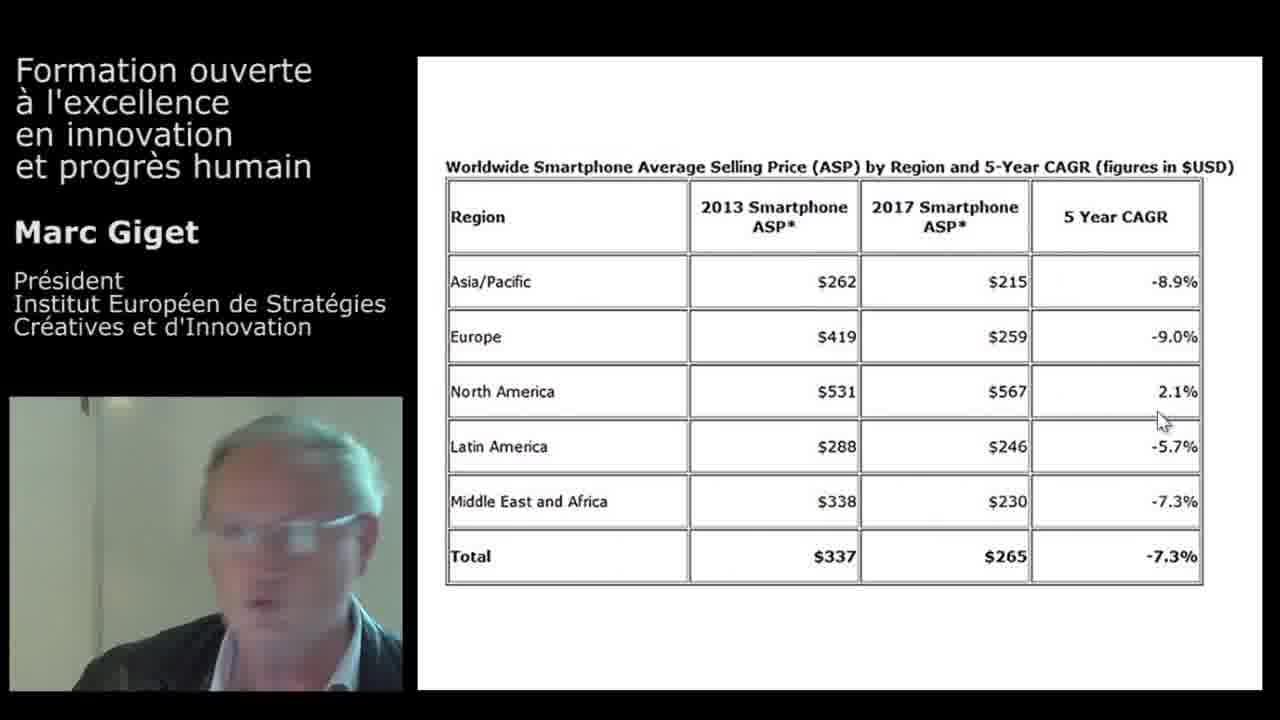 Formation ouverte
à l'excellence
en innovation
et progrès humain
Marc Giget
Président
Institut Européen de Stratégies
Créatives et d'Innovation
Worldwide Smartphone Average Selling Price (ASP) by Region and 5-Year CAGR (figures in $USD)
Region 2013 Smartphone ASP* 2017 Smartphone ASP* 5 Year CAGR
Asia/Pacific $262 $215 -8.9%
Europe $419 $259 -9.0%
North America $531 $567 2.1%
Latin America $288 $246 -5.7%
Middle East and Africa $338 $230 -7.3%
Total $337 $265 -7.3%